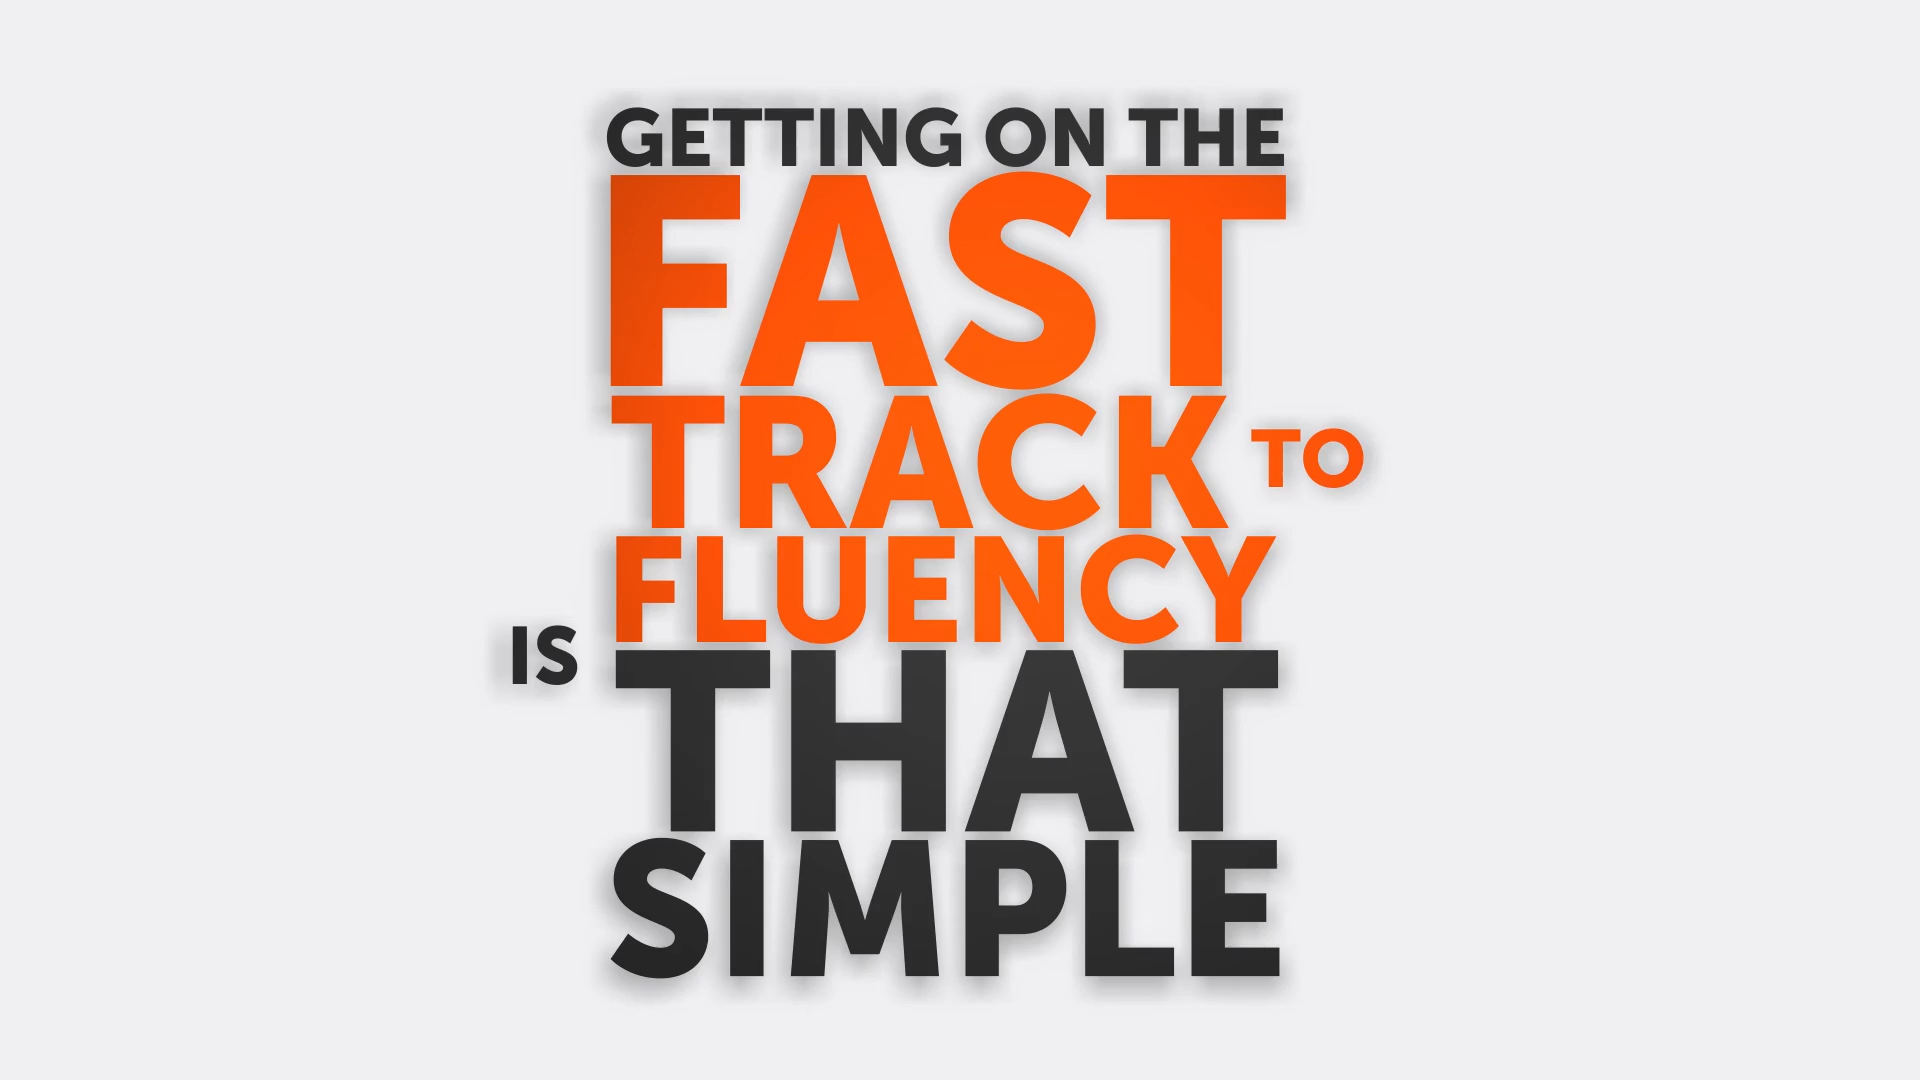 GETTING ON THE
FAST
TRACK TO
FLUENCY
IS THAT
SIMPLE